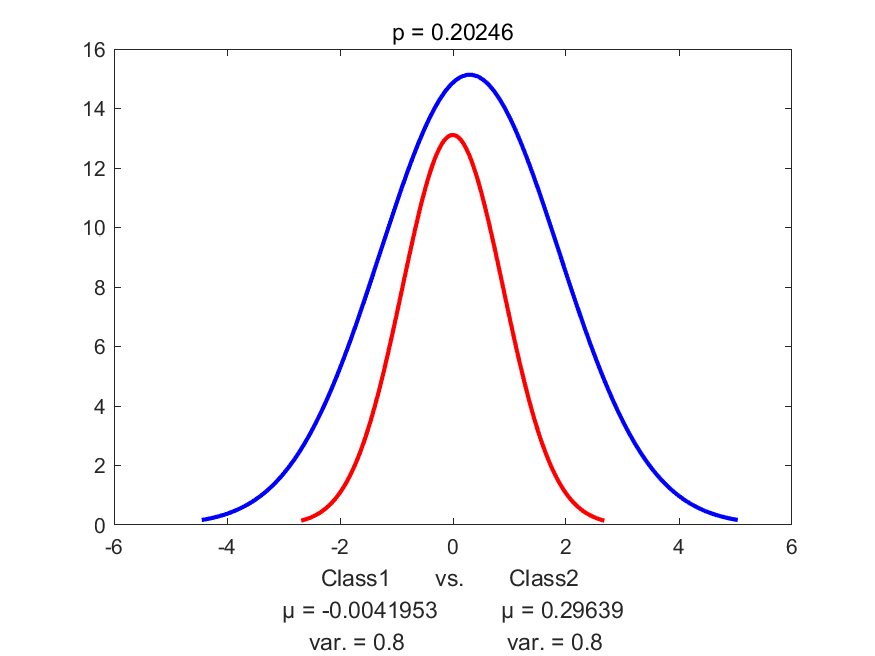 p = 0.20246
16
14
12
10
8
6
4
2
0
-6 -4 -2 0 2 4 6
Class1 vs. Class2
μ = -0.0041953 μ = 0.29639
var. = 0.8 var. = 0.8